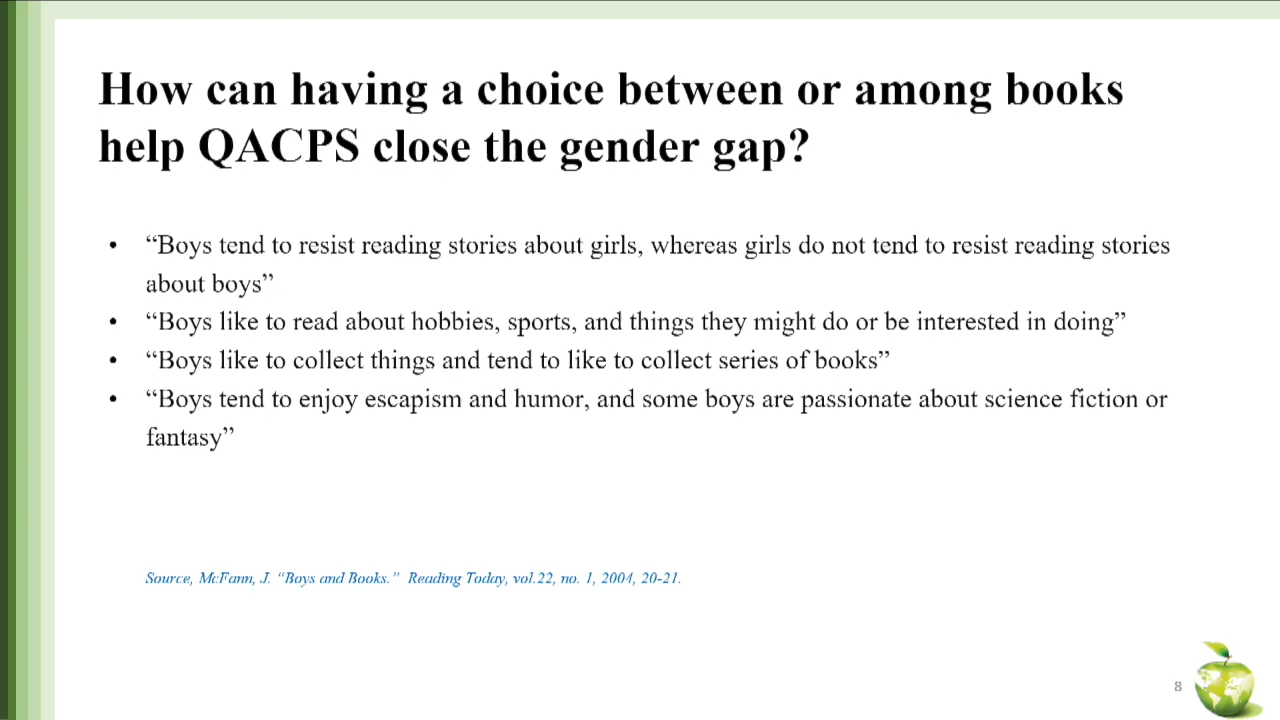 How can having a choice between or among books
help QACPS close the gender gap?
• “Boys tend to resist reading stories about girls, whereas girls do not tend to resist reading stories
about boys”
• “Boys like to read about hobbies, sports, and things they might do or be interested in doing”
• “Boys like to collect things and tend to like to collect series of books”
• “Boys tend to enjoy escapism and humor, and some boys are passionate about science fiction or
fantasy”
Source, McFann, J. “Boys and Books.” Reading Today, vol.22, no. 1, 2004, 20-21.
8